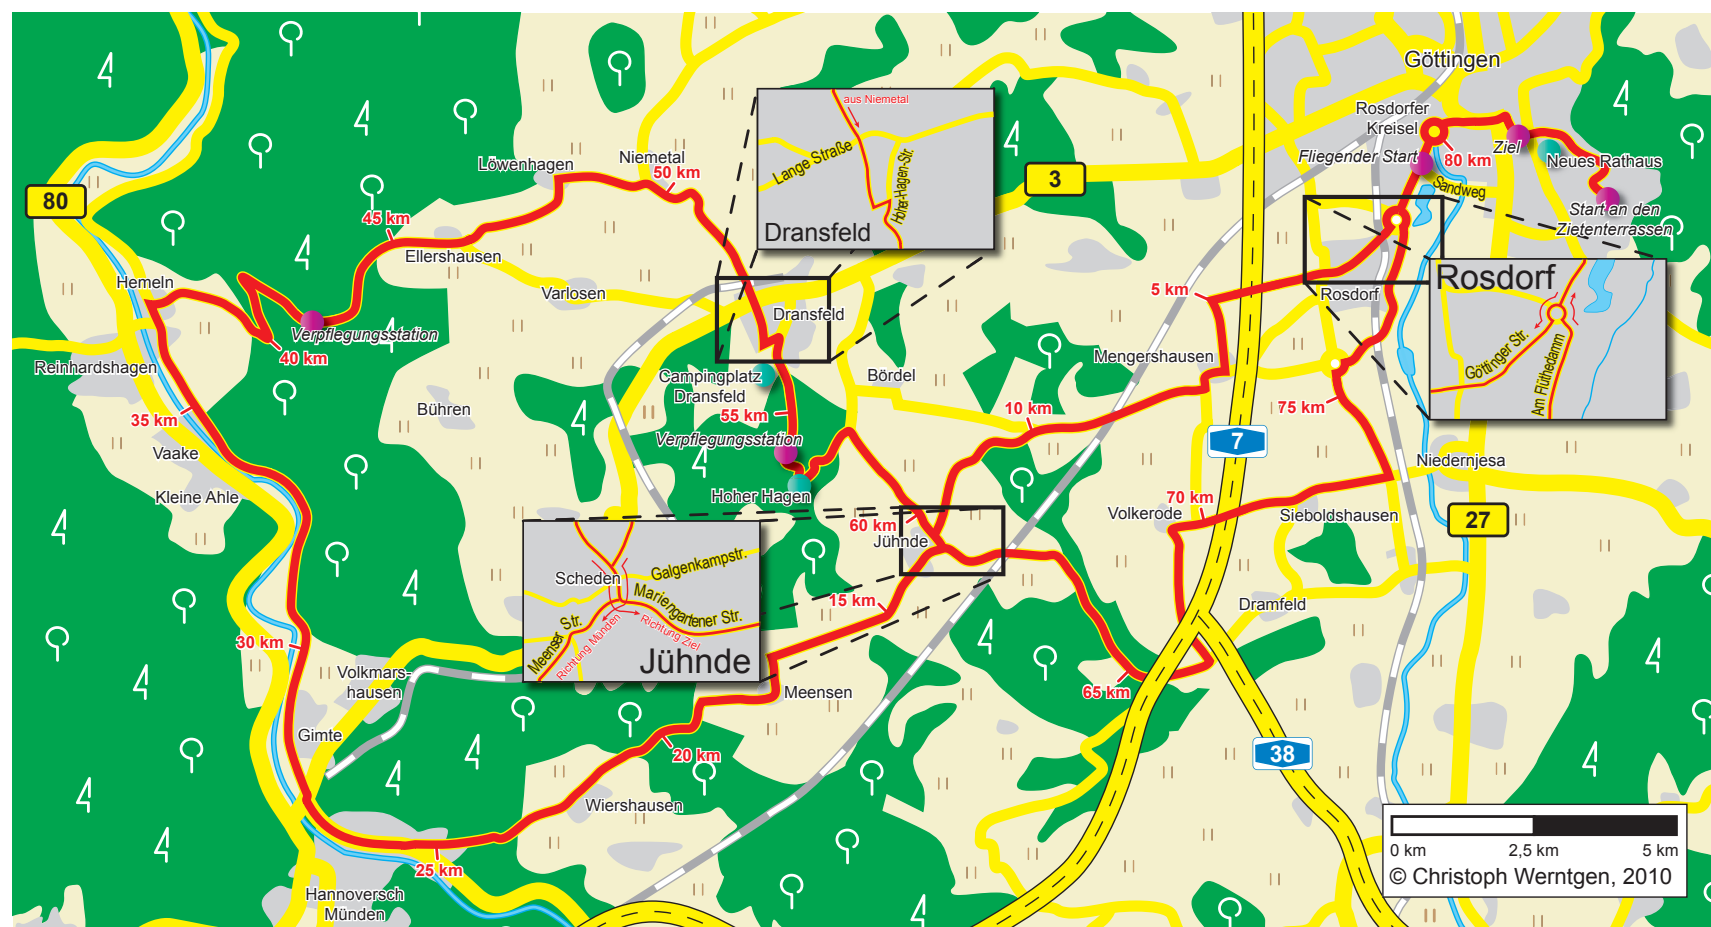 Göttingen
Rosdorfer
Kreisel
Fliegender Start
80 km
Ziel
Neues Rathaus
Sandweg
Start an den
Zietenterrassen
aus Niemetal
Lange Straße
Hoher-Hagen-Str.
Dransfeld
3
80
Löwenhagen
Niemetal
50 km
45 km
Ellershausen
Hemeln
Varlosen
Verpflegungsstation
40 km
Reinhardshagen
Dransfeld
5 km
Rosdorf
Rosdorf
Göttinger Str.
Am Flüthedamm
Mengershausen
Campingplatz
Dransfeld
Bördel
Bühren
55 km
10 km
75 km
35 km
Vaake
Verpflegungsstation
7
Niedernjesa
Kleine Ahle
Hoher Hagen
70 km
Volkerode
Sieboldshausen
27
60 km
Jühnde
Scheden
Galgenkampstr.
Mariengartener Str.
Meenser Str.
Richtung Münden
Richtung Ziel
Jühnde
15 km
Dramfeld
30 km
Volkmars-
hausen
65 km
Meensen
Gimte
20 km
38
Wiershausen
25 km
Hannoversch
Münden
0 km
2,5 km
5 km
© Christoph Werntgen, 2010